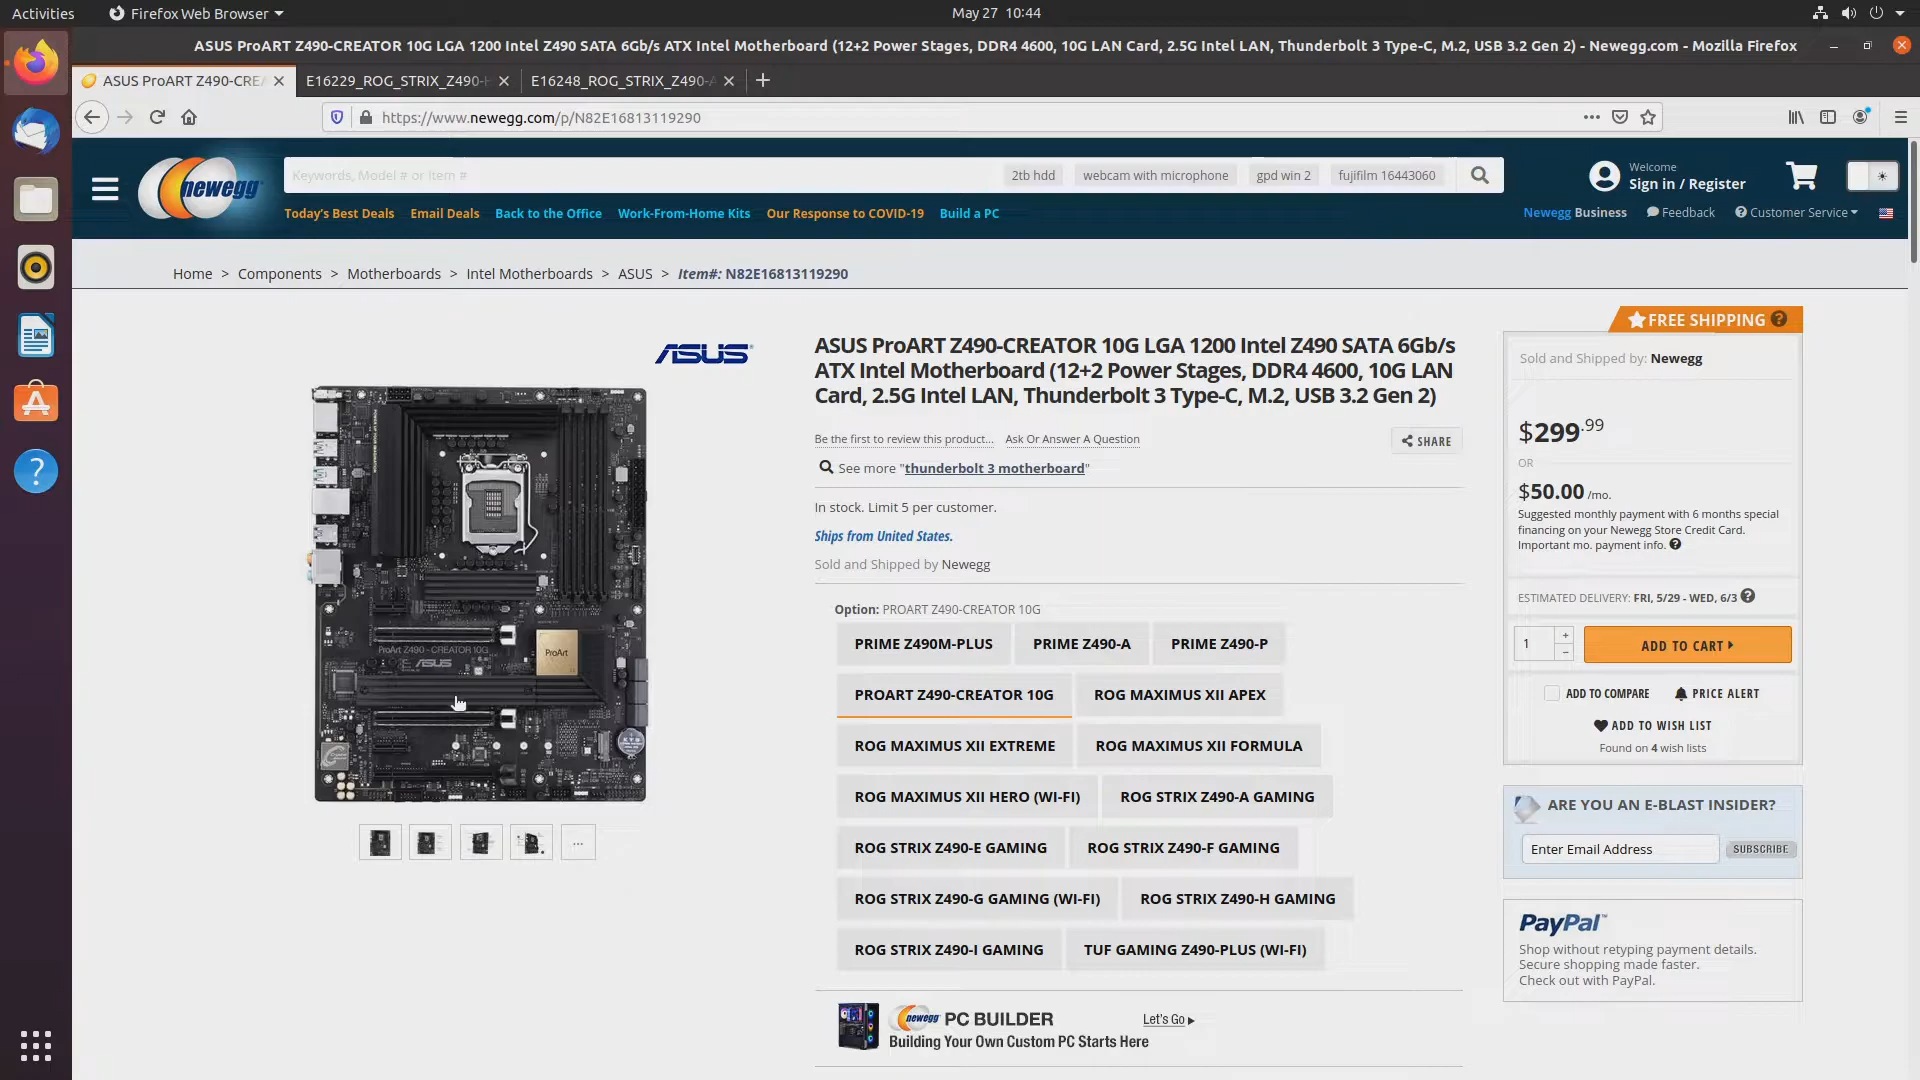 Activities
Firefox Web Browser
May 27 10:44
ASUS ProART Z490-CREATOR 10G LGA 1200 Intel Z490 SATA 6Gb/s ATX Intel Motherboard (12+2 Power Stages, DDR4 4600, 10G LAN Card, 2.5G Intel LAN, Thunderbolt 3 Type-C, M.2, USB 3.2 Gen 2) - Newegg.com - Mozilla Firefox
ASUS ProART Z490-CREA
E16229_ROG_STRIX_Z490-
E16248_ROG_STRIX_Z490-A
https://www.newegg.com/p/N82E16813119290
newegg
Keywords, Model # or Item #
2tb hdd
webcam with microphone
gpd win 2
fujifilm 16443060
Welcome
Sign in / Register
Today's Best Deals
Email Deals
Back to the Office
Work-From-Home Kits
Our Response to COVID-19
Build a PC
Newegg Business
Feedback
Customer Service
Home > Components > Motherboards > Intel Motherboards > ASUS > Item#: N82E16813119290
ASUS
ProArt
ProArt Z490 - CREATOR 10G
ASUS
...
ASUS ProART Z490-CREATOR 10G LGA 1200 Intel Z490 SATA 6Gb/s
ATX Intel Motherboard (12+2 Power Stages, DDR4 4600, 10G LAN
Card, 2.5G Intel LAN, Thunderbolt 3 Type-C, M.2, USB 3.2 Gen 2)
Be the first to review this product...
Ask Or Answer A Question
SHARE
See more "thunderbolt 3 motherboard"
In stock. Limit 5 per customer.
Ships from United States.
Sold and Shipped by Newegg
Option: PROART Z490-CREATOR 10G
PRIME Z490M-PLUS
PRIME Z490-A
PRIME Z490-P
PROART Z490-CREATOR 10G
ROG MAXIMUS XII APEX
ROG MAXIMUS XII EXTREME
ROG MAXIMUS XII FORMULA
ROG MAXIMUS XII HERO (WI-FI)
ROG STRIX Z490-A GAMING
ROG STRIX Z490-E GAMING
ROG STRIX Z490-F GAMING
ROG STRIX Z490-G GAMING (WI-FI)
ROG STRIX Z490-H GAMING
ROG STRIX Z490-I GAMING
TUF GAMING Z490-PLUS (WI-FI)
newegg PC BUILDER
Let's Go
Building Your Own Custom PC Starts Here
FREE SHIPPING
Sold and Shipped by: Newegg
$299.99
OR
$50.00 /mo.
Suggested monthly payment with 6 months special
financing on your Newegg Store Credit Card.
Important mo. payment info.
ESTIMATED DELIVERY: FRI, 5/29 - WED, 6/3
1
+
−
ADD TO CART
ADD TO COMPARE
PRICE ALERT
ADD TO WISH LIST
Found on 4 wish lists
ARE YOU AN E-BLAST INSIDER?
Enter Email Address
SUBSCRIBE
PayPal™
Shop without retyping payment details.
Secure shopping made faster.
Check out with PayPal.